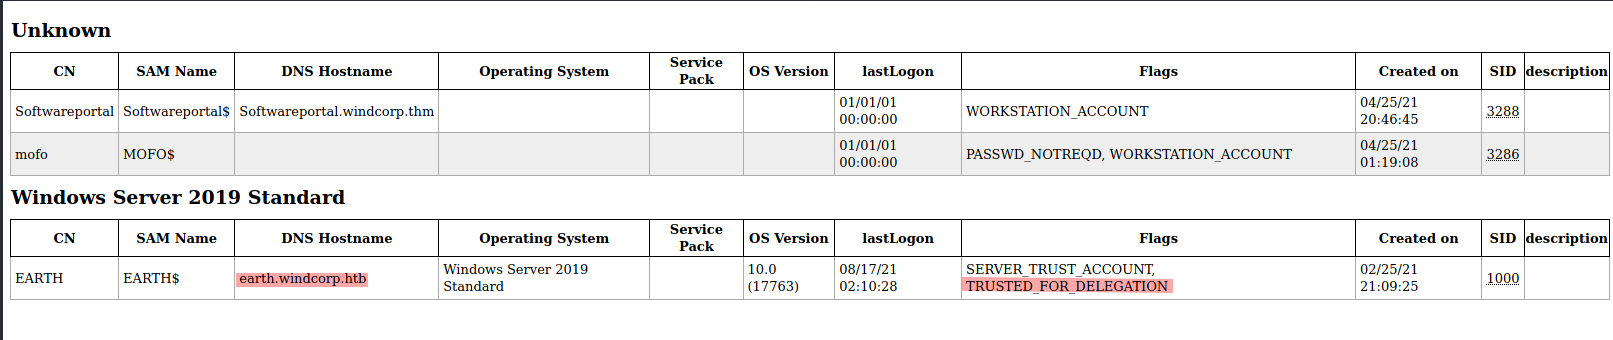 Unknown
CN SAM Name DNS Hostname Operating System Service Pack OS Version lastLogon Flags Created on SID description
Softwareportal Softwareportal$ Softwareportal.windcorp.thm 01/01/01 00:00:00 WORKSTATION_ACCOUNT 04/25/21 20:46:45 3288
mofo MOFO$ 01/01/01 00:00:00 PASSWD_NOTREQD, WORKSTATION_ACCOUNT 04/25/21 01:19:08 3286
Windows Server 2019 Standard
CN SAM Name DNS Hostname Operating System Service Pack OS Version lastLogon Flags Created on SID description
EARTH EARTH$ earth.windcorp.htb Windows Server 2019 Standard 10.0 (17763) 08/17/21 02:10:28 SERVER_TRUST_ACCOUNT, TRUSTED_FOR_DELEGATION 02/25/21 21:09:25 1000